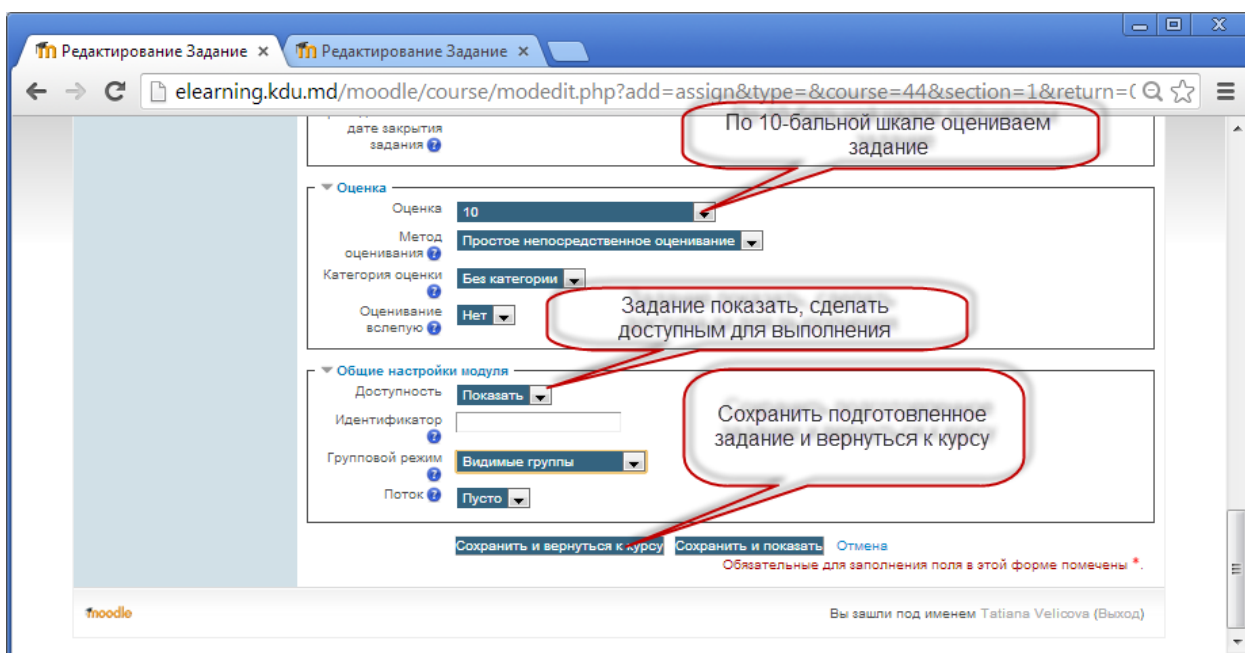 Редактирование Задание
Редактирование Задание
elearning.kdu.md/moodle/course/modedit.php?add=assign&type=&course=44&section=1&return=(
По 10-бальной шкале оцениваем
задание
дате закрытия
задания
Оценка
Оценка 10
Метод
оценивания Простое непосредственное оценивание
Категория оценки Без категории
Оценивание
вслепую Нет
Задание показать, сделать
доступным для выполнения
Общие настройки модуля
Доступность Показать
Идентификатор
Групповой режим Видимые группы
Поток Пусто
Сохранить подготовленное
задание и вернуться к курсу
Сохранить и вернуться к курсу Сохранить и показать Отмена
Обязательные для заполнения поля в этой форме помечены *.
moodle
Вы зашли под именем Tatiana Velicova (Выход)